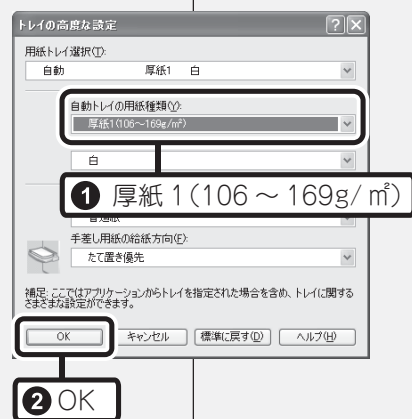 トレイの高度な設定
用紙トレイ選択(T):
自動 厚紙1 白
自動トレイの用紙種類(Y):
厚紙1(106～169g/㎡)
白
❶ 厚紙 1（106 ～ 169g/ ㎡）
普通紙
手差し用紙の給紙方向(F):
たて置き優先
補足: ここではアプリケーションからトレイを指定された場合を含め、トレイに関する
さまざまな設定ができます。
OK キャンセル 標準に戻す(D) ヘルプ(H)
❷ OK